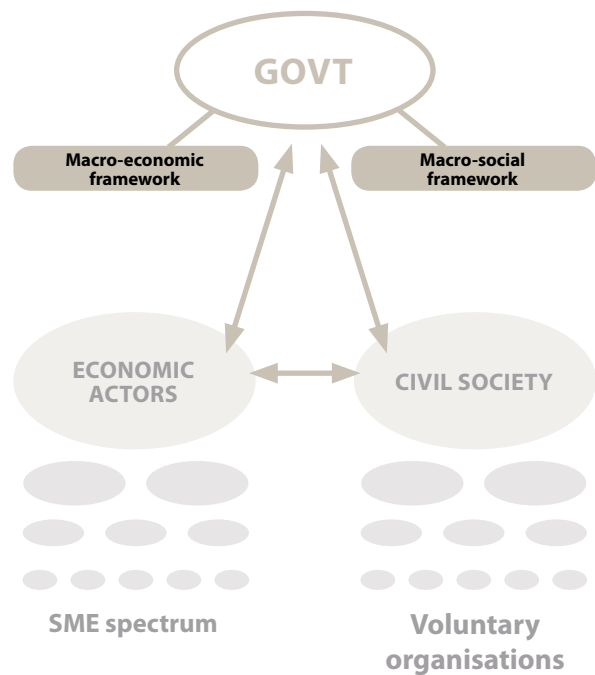 GOVT
Macro-economic
framework
Macro-social
framework
ECONOMIC
ACTORS
CIVIL SOCIETY
SME spectrum
Voluntary
organisations